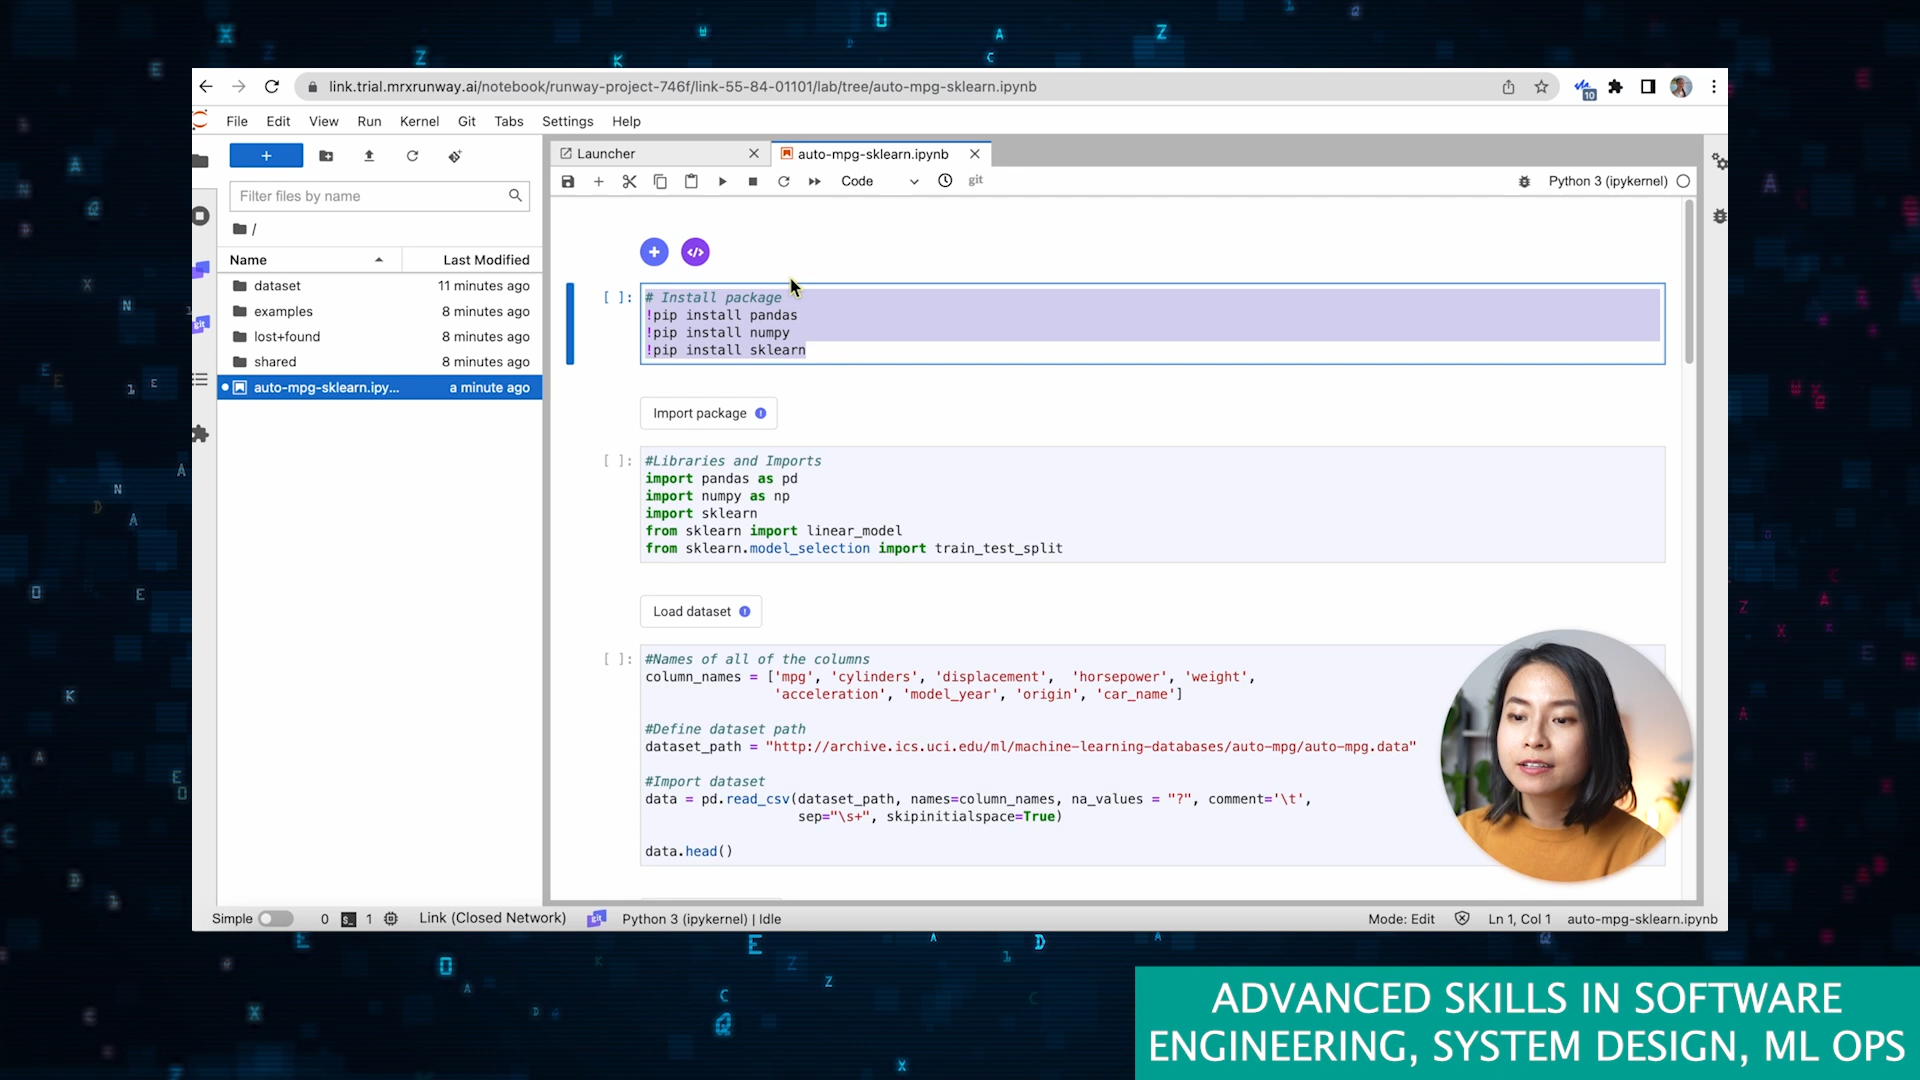 link.trial.mrxrunway.ai/notebook/runway-project-746f/link-55-84-01101/lab/tree/auto-mpg-sklearn.ipynb
10
File Edit View Run Kernel Git Tabs Settings Help
Launcher
auto-mpg-sklearn.ipynb
Code
git
Python 3 (ipykernel)
Filter files by name
/
Name Last Modified
dataset 11 minutes ago
examples 8 minutes ago
lost+found 8 minutes ago
shared 8 minutes ago
auto-mpg-sklearn.ipy... a minute ago
git
[ ]: # Install package
!pip install pandas
!pip install numpy
!pip install sklearn
Import package
[ ]: #Libraries and Imports
import pandas as pd
import numpy as np
import sklearn
from sklearn import linear_model
from sklearn.model_selection import train_test_split
Load dataset
[ ]: #Names of all of the columns
column_names = ['mpg', 'cylinders', 'displacement', 'horsepower', 'weight',
'acceleration', 'model_year', 'origin', 'car_name']
#Define dataset path
dataset_path = "http://archive.ics.uci.edu/ml/machine-learning-databases/auto-mpg/auto-mpg.data"
#Import dataset
data = pd.read_csv(dataset_path, names=column_names, na_values = "?", comment='\t',
sep="\s+", skipinitialspace=True)
data.head()
Simple 0 1 Link (Closed Network) git Python 3 (ipykernel) | Idle
Mode: Edit Ln 1, Col 1 auto-mpg-sklearn.ipynb
ADVANCED SKILLS IN SOFTWARE
ENGINEERING, SYSTEM DESIGN, ML OPS